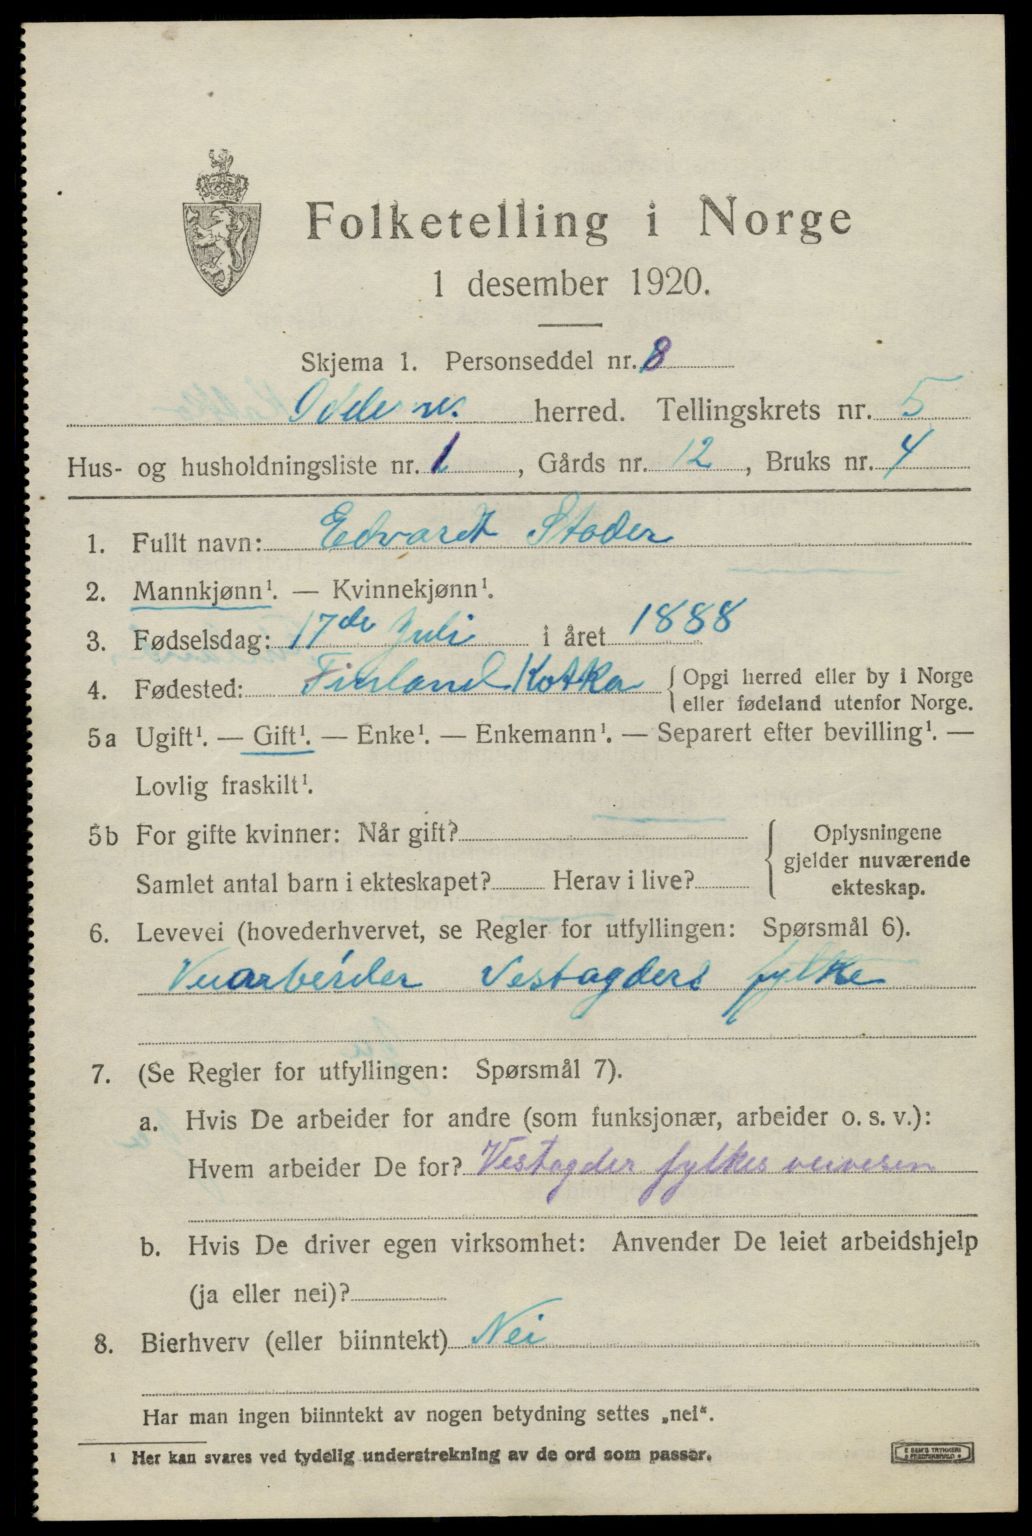 Folketelling i Norge
1 desember 1920.
Skjema 1. Personseddel nr. 8
Oddernes herred. Tellingskrets nr. 5
Hus- og husholdningsliste nr. 1, Gårds nr. 12, Bruks nr. 4
1. Fullt navn: Edvardt Stoder
2. Mannkjønn¹. — Kvinnekjønn¹.
3. Fødselsdag: 17de Juli i året 1888
4. Fødested: Finland Kotka { Opgi herred eller by i Norge
eller fødeland utenfor Norge.
5a Ugift¹. — Gift¹. — Enke¹. — Enkemann¹. — Separert efter bevilling¹. —
Lovlig fraskilt¹.
5b For gifte kvinner: Når gift? { Oplysningene
gjelder nuværende
Samlet antal barn i ekteskapet? Herav i live? ekteskap.
6. Levevei (hovederhvervet, se Regler for utfyllingen: Spørsmål 6).
Veiarbeider Vestagders fylke
7. (Se Regler for utfyllingen: Spørsmål 7).
a. Hvis De arbeider for andre (som funksjonær, arbeider o. s. v.):
Hvem arbeider De for? Vestagder fylkes veivesen
b. Hvis De driver egen virksomhet: Anvender De leiet arbeidshjelp
(ja eller nei)?
8. Bierhverv (eller biinntekt) Nei
Har man ingen biinntekt av nogen betydning settes „nei“.
¹ Her kan svares ved tydelig understrekning av de ord som passer.